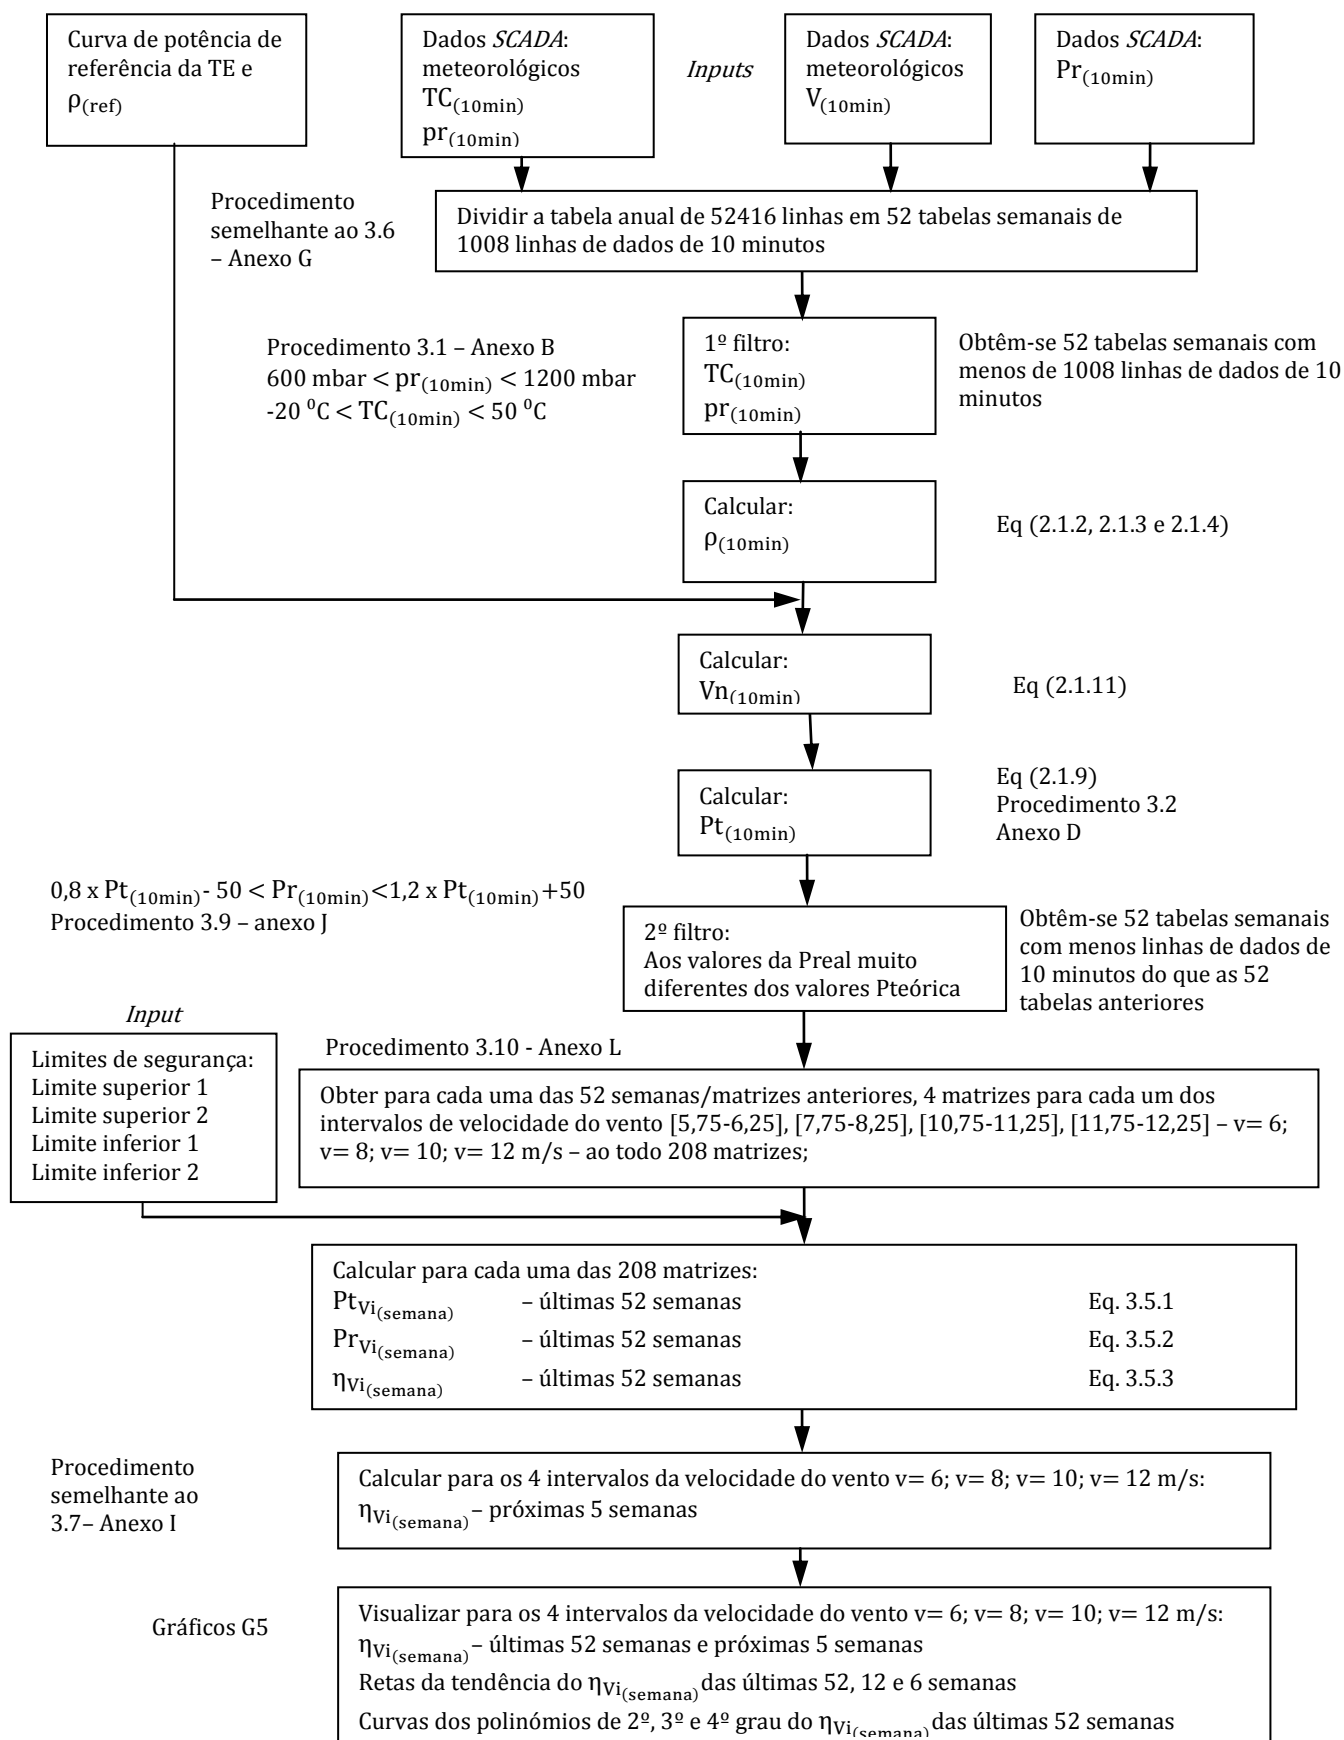 Curva de potência de
referência da TE e
ρ(ref)
Dados SCADA:
meteorológicos
TC(10min)
pr(10min)
Inputs
Dados SCADA:
meteorológicos
V(10min)
Dados SCADA:
Pr(10min)
Procedimento
semelhante ao 3.6
– Anexo G
Dividir a tabela anual de 52416 linhas em 52 tabelas semanais de
1008 linhas de dados de 10 minutos
Procedimento 3.1 – Anexo B
600 mbar < pr(10min) < 1200 mbar
-20 ⁰C < TC(10min) < 50 ⁰C
1º filtro:
TC(10min)
pr(10min)
Obtêm-se 52 tabelas semanais com
menos de 1008 linhas de dados de 10
minutos
Calcular:
ρ(10min)
Eq (2.1.2, 2.1.3 e 2.1.4)
Calcular:
Vn(10min)
Eq (2.1.11)
Calcular:
Pt(10min)
Eq (2.1.9)
Procedimento 3.2
Anexo D
0,8 x Pt(10min)- 50 < Pr(10min)<1,2 x Pt(10min)+50
Procedimento 3.9 – anexo J
2º filtro:
Aos valores da Preal muito
diferentes dos valores Pteórica
Obtêm-se 52 tabelas semanais
com menos linhas de dados de
10 minutos do que as 52
tabelas anteriores
Input
Limites de segurança:
Limite superior 1
Limite superior 2
Limite inferior 1
Limite inferior 2
Procedimento 3.10 - Anexo L
Obter para cada uma das 52 semanas/matrizes anteriores, 4 matrizes para cada um dos
intervalos de velocidade do vento [5,75-6,25], [7,75-8,25], [10,75-11,25], [11,75-12,25] – v= 6;
v= 8; v= 10; v= 12 m/s – ao todo 208 matrizes;
Calcular para cada uma das 208 matrizes:
PtVi(semana) – últimas 52 semanas Eq. 3.5.1
PrVi(semana) – últimas 52 semanas Eq. 3.5.2
ηVi(semana) – últimas 52 semanas Eq. 3.5.3
Procedimento
semelhante ao
3.7– Anexo I
Calcular para os 4 intervalos da velocidade do vento v= 6; v= 8; v= 10; v= 12 m/s:
ηVi(semana) – próximas 5 semanas
Gráficos G5
Visualizar para os 4 intervalos da velocidade do vento v= 6; v= 8; v= 10; v= 12 m/s:
ηVi(semana) – últimas 52 semanas e próximas 5 semanas
Retas da tendência do ηVi(semana) das últimas 52, 12 e 6 semanas
Curvas dos polinómios de 2º, 3º e 4º grau do ηVi(semana) das últimas 52 semanas